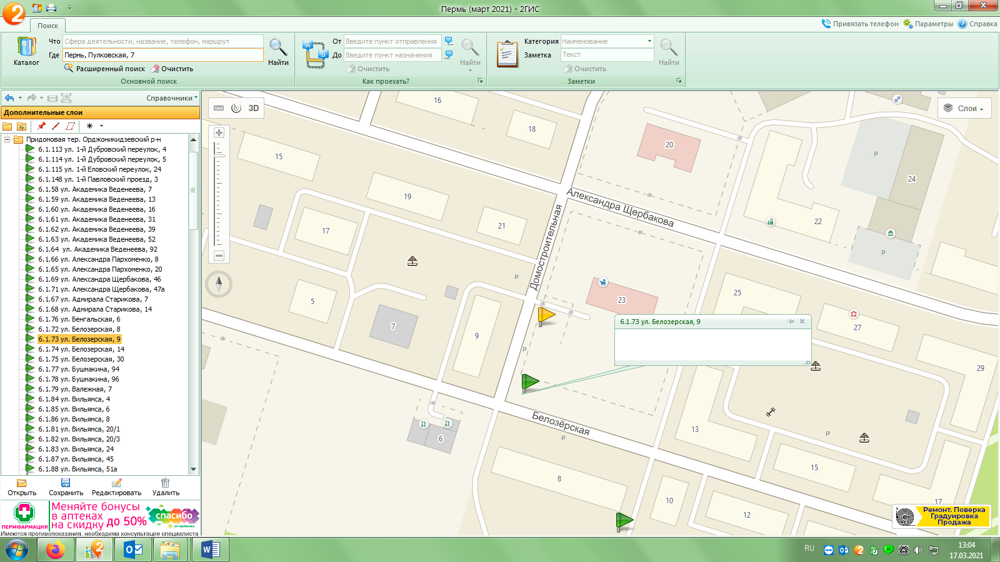 Пермь (март 2021) - 2ГИС
Поиск
Привязать телефон
Параметры
Справка
Каталог
Что
Сфера деятельности, название, телефон, маршрут
Где
Пермь, Пулковская, 7
Расширенный поиск
Очистить
Найти
Основной поиск
От
Введите пункт отправления
До
Введите пункт назначения
Очистить
Найти
Как проехать?
Категория
Наименование
Заметка
Текст
Очистить
Найти
Заметки
Справочники
Дополнительные слои
Придомовая тер. Орджоникидзевский р-н
6.1.113 ул. 1-й Дубровский переулок, 4
6.1.114 ул. 1-й Дубровский переулок, 5
6.1.115 ул. 1-й Еловский переулок, 24
6.1.148 ул. 1-й Павловский проезд, 3
6.1.58 ул. Академика Веденеева, 7
6.1.59 ул. Академика Веденеева, 13
6.1.60 ул. Академика Веденеева, 16
6.1.61 ул. Академика Веденеева, 31
6.1.62 ул. Академика Веденеева, 39
6.1.63 ул. Академика Веденеева, 52
6.1.64 ул. Академика Веденеева, 92
6.1.66 ул. Александра Пархоменко, 8
6.1.65 ул. Александра Пархоменко, 20
6.1.69 ул. Александра Щербакова, 46
6.1.71 ул. Александра Щербакова, 47а
6.1.67 ул. Адмирала Старикова, 7
6.1.68 ул. Адмирала Старикова, 14
6.1.76 ул. Бенгальская, 6
6.1.72 ул. Белозерская, 8
6.1.73 ул. Белозерская, 9
6.1.74 ул. Белозерская, 14
6.1.75 ул. Белозерская, 30
6.1.77 ул. Бушмакина, 94
6.1.78 ул. Бушмакина, 96
6.1.79 ул. Валежная, 7
6.1.84 ул. Вильямса, 4
6.1.85 ул. Вильямса, 6
6.1.86 ул. Вильямса, 8
6.1.81 ул. Вильямса, 20/1
6.1.82 ул. Вильямса, 20/3
6.1.83 ул. Вильямса, 24
6.1.87 ул. Вильямса, 45
6.1.88 ул. Вильямса, 51а
Открыть
Сохранить
Редактировать
Удалить
ПЕРМФАРМАЦИЯ
Меняйте бонусы
в аптеках
на скидку до 50%
спасибо
ОТ СБЕРБАНКА
Имеются противопоказания, необходима консультация специалиста
3D
Слои
16
18
20
15
P
24
19
Александра Щербакова
21
22
17
Домостроительная
P
P
25
23
5
7
9
27
6.1.73 ул. Белозерская, 9
P
29
Белозёрская
13
P
6
P
15
8
10
12
17
Ремонт. Поверка
Градуировка
Продажа
RU
13:04
17.03.2021